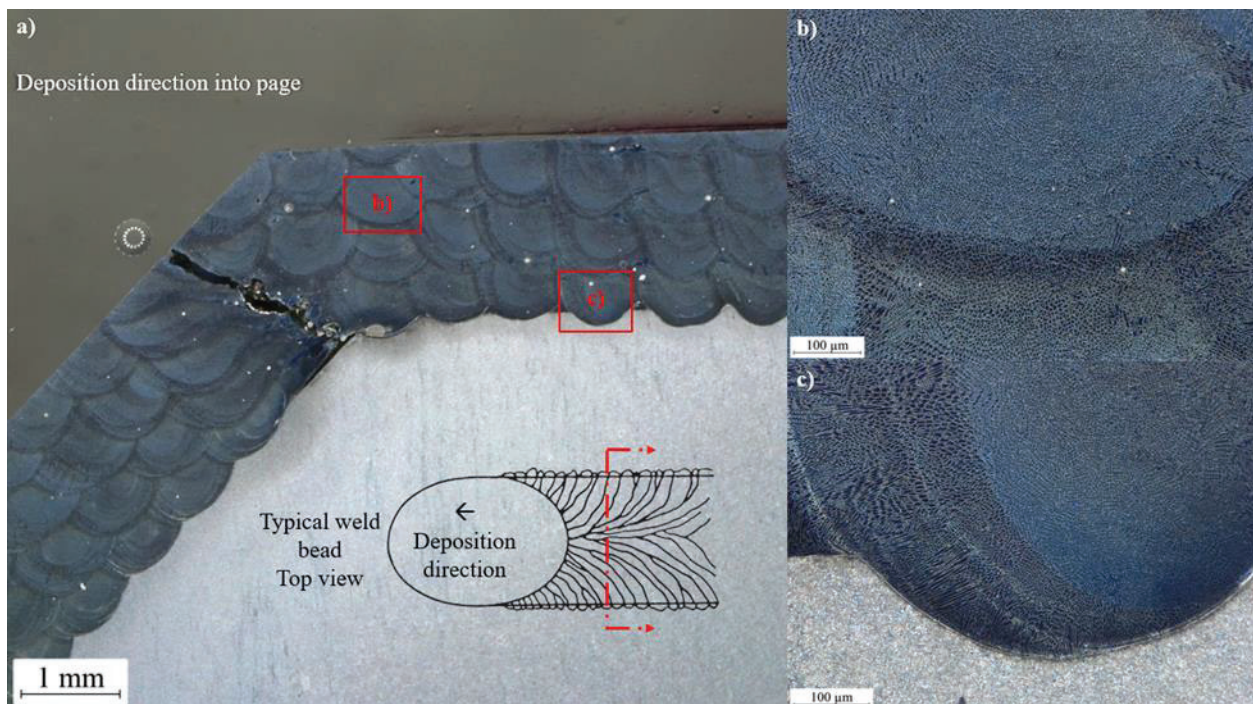 a)
Deposition direction into page
b)
c)
Typical weld
bead
Top view
Deposition
direction
1 mm
b)
100 µm
c)
100 µm